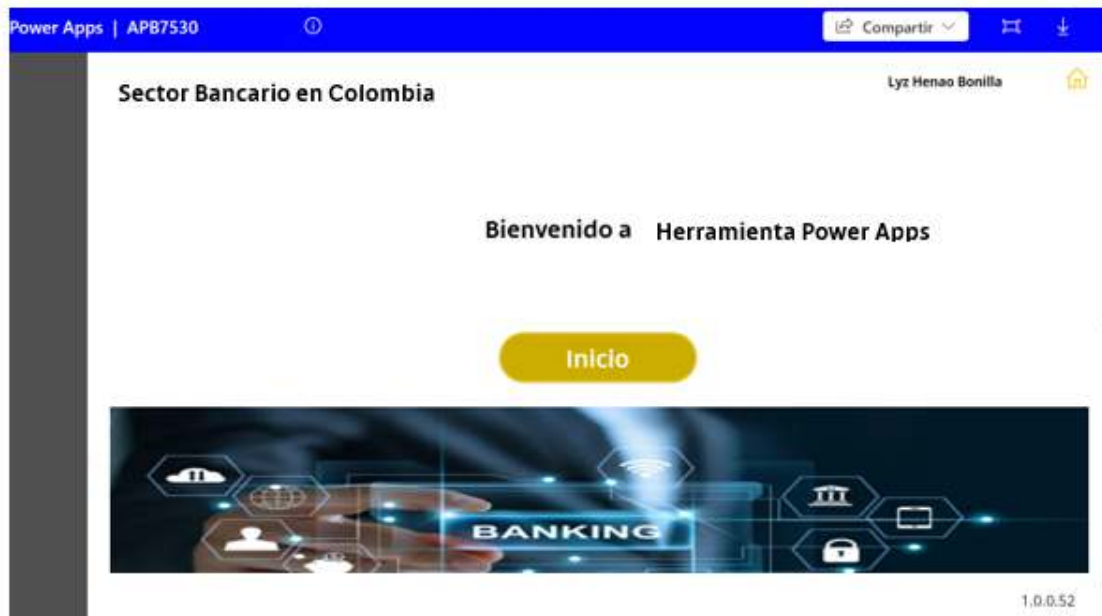 Power Apps | APB7530
Compartir
Sector Bancario en Colombia
Lyz Henao Bonilla
Bienvenido a Herramienta Power Apps
Inicio
BANKING
1.0.0.52